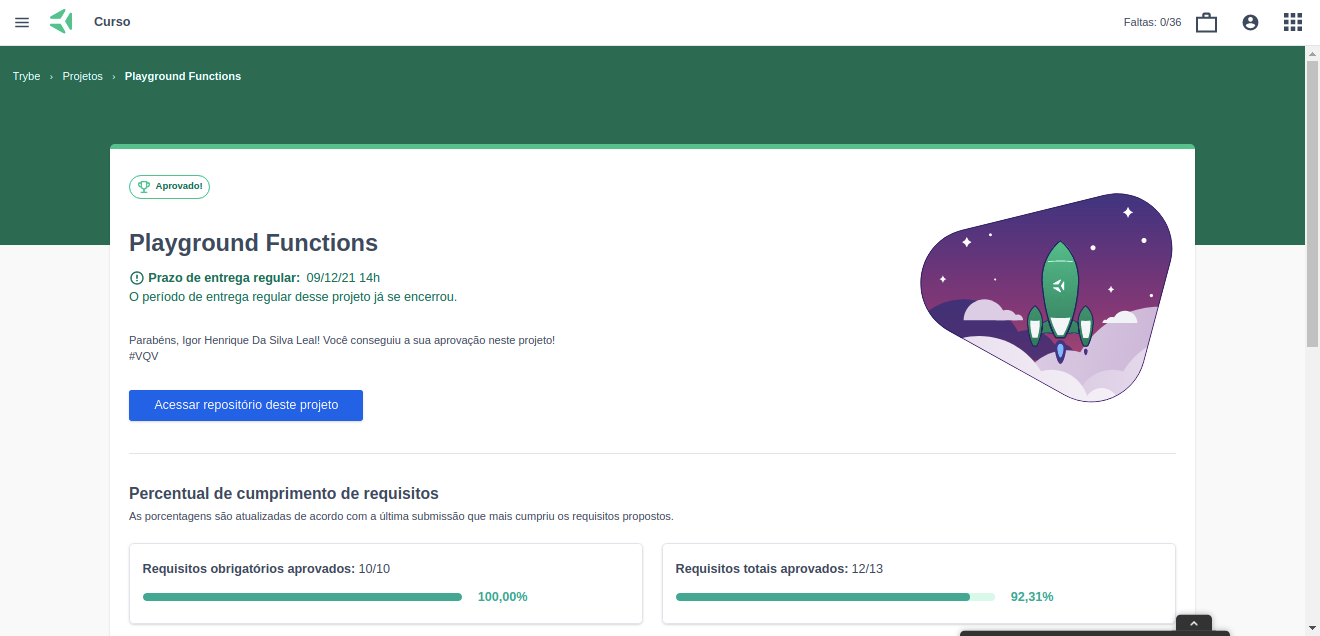 Curso
Faltas: 0/36
Trybe › Projetos › Playground Functions
Aprovado!
Playground Functions
Prazo de entrega regular: 09/12/21 14h
O período de entrega regular desse projeto já se encerrou.
Parabéns, Igor Henrique Da Silva Leal! Você conseguiu a sua aprovação neste projeto!
#VQV
Acessar repositório deste projeto
Percentual de cumprimento de requisitos
As porcentagens são atualizadas de acordo com a última submissão que mais cumpriu os requisitos propostos.
Requisitos obrigatórios aprovados: 10/10
100,00%
Requisitos totais aprovados: 12/13
92,31%